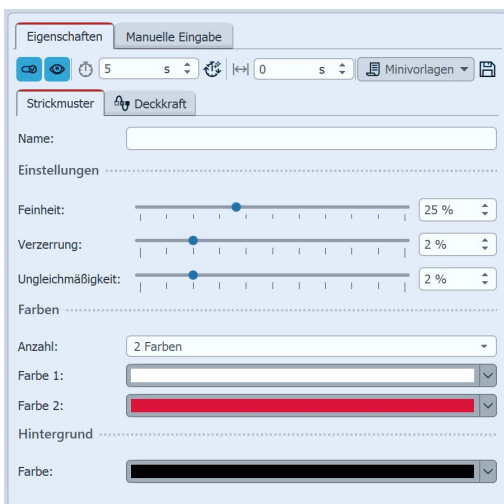 Eigenschaften Manuelle Eingabe
5 s 0 s Minivorlagen
Strickmuster Deckkraft
Name:
Einstellungen
Feinheit: 25 %
Verzerrung: 2 %
Ungleichmäßigkeit: 2 %
Farben
Anzahl: 2 Farben
Farbe 1:
Farbe 2:
Hintergrund
Farbe: